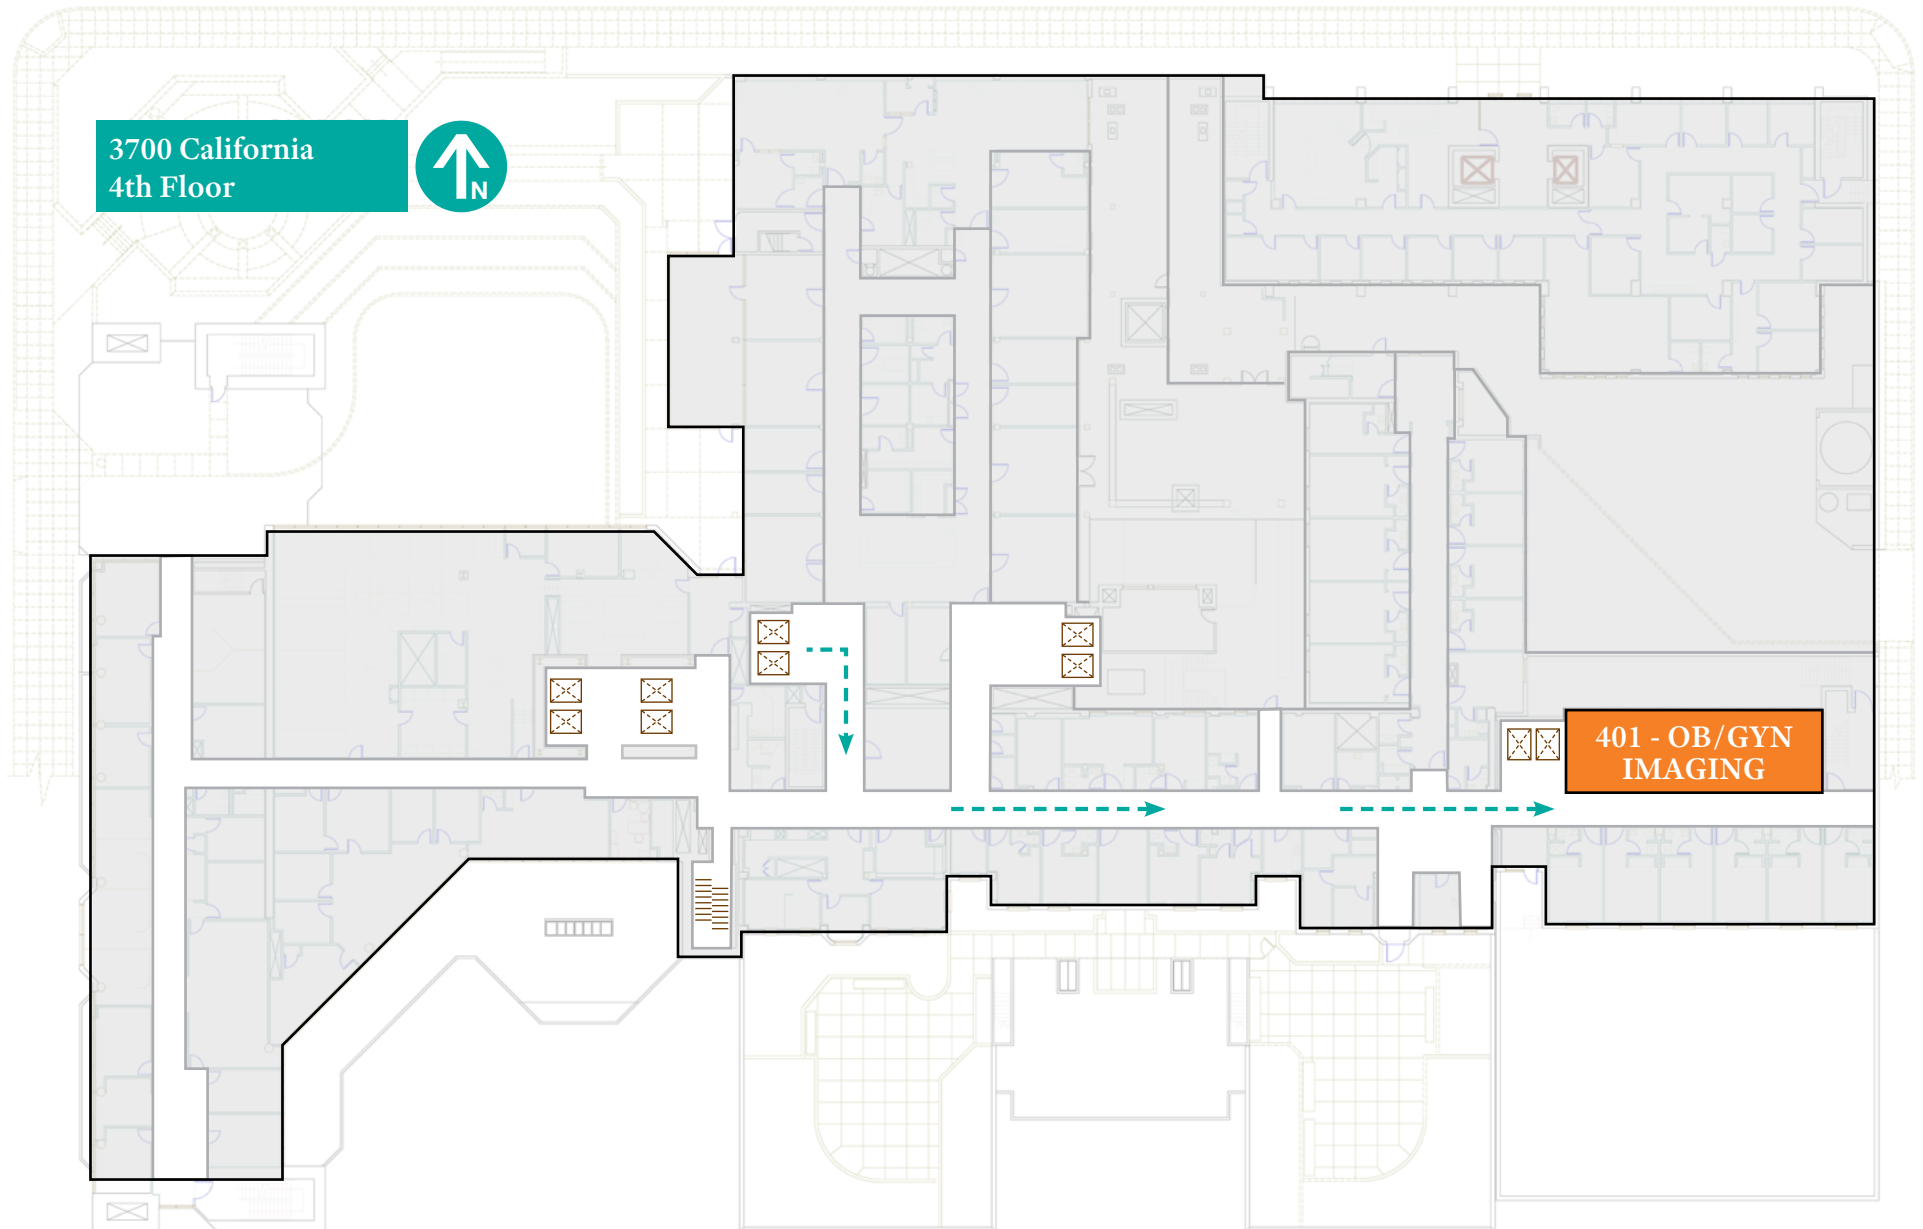 3700 California
4th Floor
N
401 - OB/GYN
IMAGING